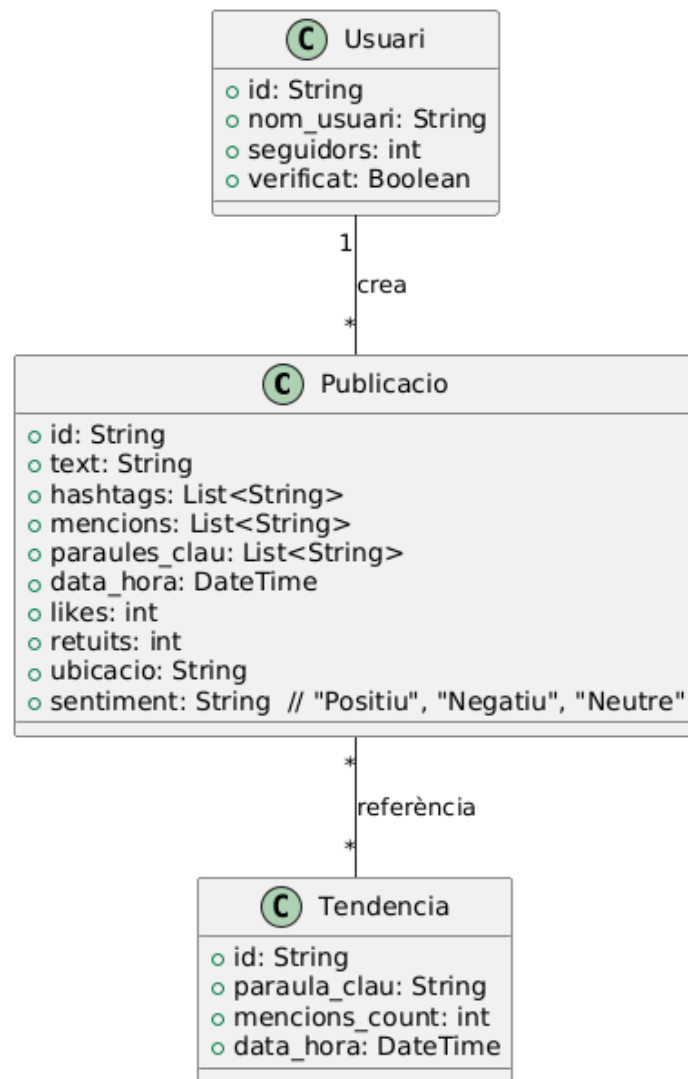 C Usuari
id: String
nom_usuari: String
seguidors: int
verificat: Boolean
1
crea
*
C Publicacio
id: String
text: String
hashtags: List<String>
mencions: List<String>
paraules_clau: List<String>
data_hora: DateTime
likes: int
retuits: int
ubicacio: String
sentiment: String // "Positiu", "Negatiu", "Neutre"
*
referència
*
C Tendencia
id: String
paraula_clau: String
mencions_count: int
data_hora: DateTime